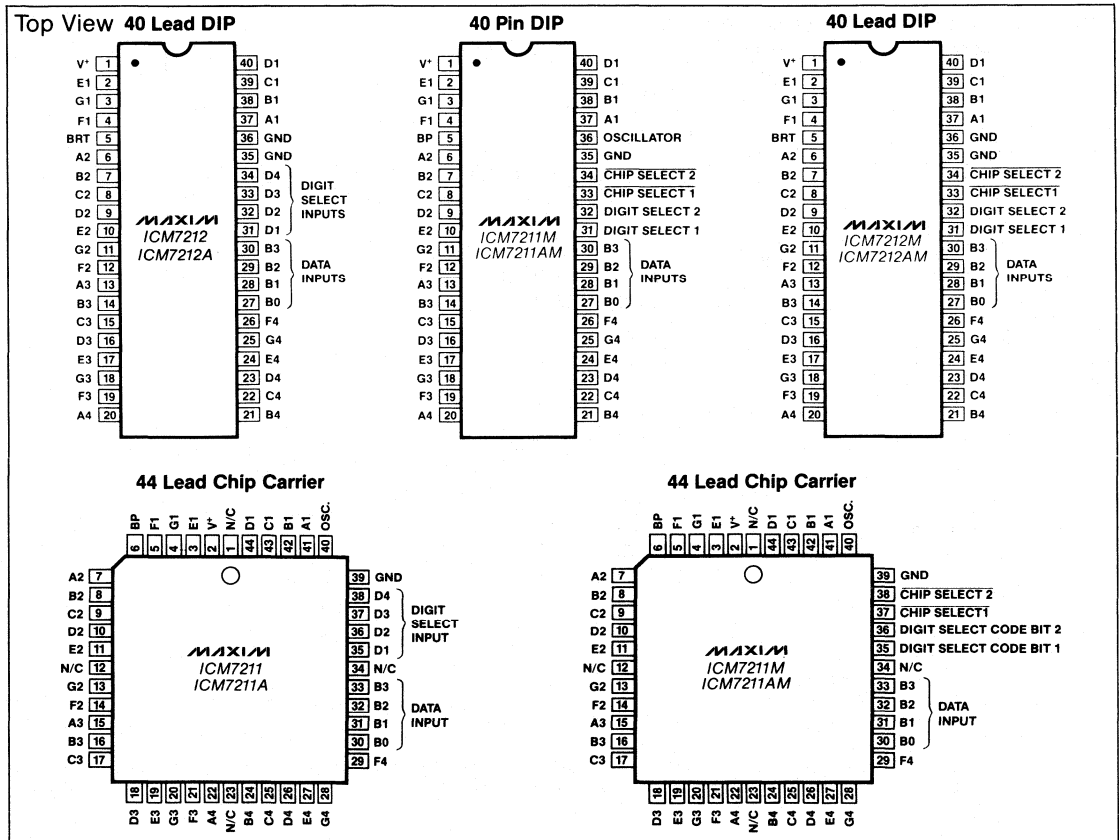 Top View
40 Lead DIP
V+ 1
E1 2
G1 3
F1 4
BRT 5
A2 6
B2 7
C2 8
D2 9
E2 10
G2 11
F2 12
A3 13
B3 14
C3 15
D3 16
E3 17
G3 18
F3 19
A4 20
MAXIM
ICM7212
ICM7212A
40 D1
39 C1
38 B1
37 A1
36 GND
35 GND
34 D4
33 D3
32 D2
31 D1
DIGIT
SELECT
INPUTS
30 B3
29 B2
28 B1
27 B0
DATA
INPUTS
26 F4
25 G4
24 E4
23 D4
22 C4
21 B4
40 Pin DIP
V+ 1
E1 2
G1 3
F1 4
BP 5
A2 6
B2 7
C2 8
D2 9
E2 10
G2 11
F2 12
A3 13
B3 14
C3 15
D3 16
E3 17
G3 18
F3 19
A4 20
MAXIM
ICM7211M
ICM7211AM
40 D1
39 C1
38 B1
37 A1
36 OSCILLATOR
35 GND
34 CHIP SELECT 2
33 CHIP SELECT 1
32 DIGIT SELECT 2
31 DIGIT SELECT 1
30 B3
29 B2
28 B1
27 B0
DATA
INPUTS
26 F4
25 G4
24 E4
23 D4
22 C4
21 B4
40 Lead DIP
V+ 1
E1 2
G1 3
F1 4
BRT 5
A2 6
B2 7
C2 8
D2 9
E2 10
G2 11
F2 12
A3 13
B3 14
C3 15
D3 16
E3 17
G3 18
F3 19
A4 20
MAXIM
ICM7212M
ICM7212AM
40 D1
39 C1
38 B1
37 A1
36 GND
35 GND
34 CHIP SELECT 2
33 CHIP SELECT1
32 DIGIT SELECT 2
31 DIGIT SELECT 1
30 B3
29 B2
28 B1
27 B0
DATA
INPUTS
26 F4
25 G4
24 E4
23 D4
22 C4
21 B4
44 Lead Chip Carrier
BP F1 G1 E1 V+ N/C D1 C1 B1 A1 OSC.
6 5 4 3 2 1 44 43 42 41 40
A2 7
B2 8
C2 9
D2 10
E2 11
N/C 12
G2 13
F2 14
A3 15
B3 16
C3 17
MAXIM
ICM7211
ICM7211A
39 GND
38 D4
37 D3
36 D2
35 D1
DIGIT
SELECT
INPUT
34 N/C
33 B3
32 B2
31 B1
30 B0
DATA
INPUT
29 F4
18 19 20 21 22 23 24 25 26 27 28
D3 E3 G3 F3 A4 N/C B4 C4 D4 E4 G4
44 Lead Chip Carrier
BP F1 G1 E1 V+ N/C D1 C1 B1 A1 OSC.
6 5 4 3 2 1 44 43 42 41 40
A2 7
B2 8
C2 9
D2 10
E2 11
N/C 12
G2 13
F2 14
A3 15
B3 16
C3 17
MAXIM
ICM7211M
ICM7211AM
39 GND
38 CHIP SELECT 2
37 CHIP SELECT1
36 DIGIT SELECT CODE BIT 2
35 DIGIT SELECT CODE BIT 1
34 N/C
33 B3
32 B2
31 B1
30 B0
DATA
INPUT
29 F4
18 19 20 21 22 23 24 25 26 27 28
D3 E3 G3 F3 A4 N/C B4 C4 D4 E4 G4